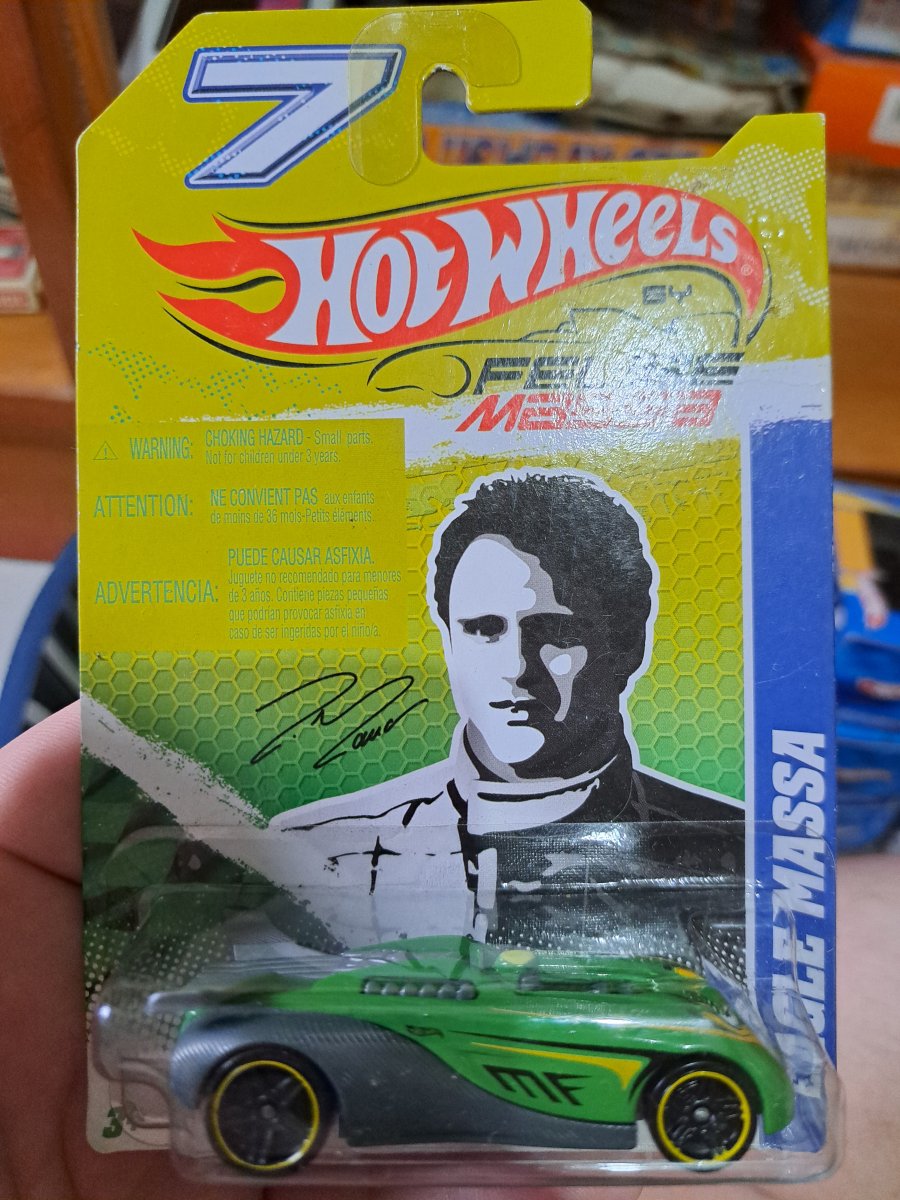 7
HOT WHEELS
BY
FELIPE
MASSA
WARNING: CHOKING HAZARD - Small parts.
Not for children under 3 years.
ATTENTION: NE CONVIENT PAS aux enfants
de moins de 36 mois-Petits éléments.
ADVERTENCIA: PUEDE CAUSAR ASFIXIA.
Juguete no recomendado para menores
de 3 años. Contiene piezas pequeñas
que podrían provocar asfixia en
caso de ser ingeridas por el niño/a.
EAGLE MASSA
MF